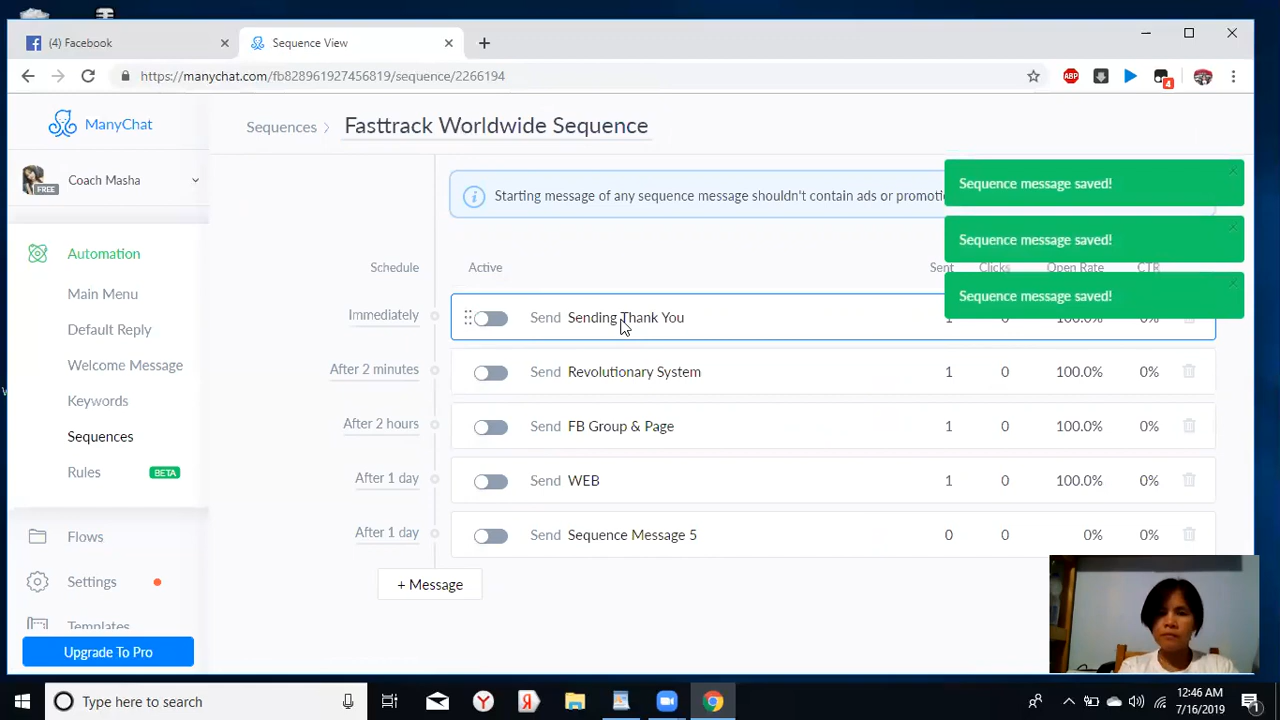 (4) Facebook
Sequence View
https://manychat.com/fb828961927456819/sequence/2266194
ABP
4
ManyChat
Sequences
Fasttrack Worldwide Sequence
Coach Masha
FREE
Sequence message saved!
Starting message of any sequence message shouldn't contain ads or promoti
Sequence message saved!
Sequence message saved!
Automation
Main Menu
Default Reply
Welcome Message
Keywords
Sequences
Rules
BETA
Flows
Settings
Templates
Upgrade To Pro
Schedule Active Sent Clicks Open Rate CTR
Immediately Send Sending Thank You
After 2 minutes Send Revolutionary System 1 0 100.0% 0%
After 2 hours Send FB Group & Page 1 0 100.0% 0%
After 1 day Send WEB 1 0 100.0% 0%
After 1 day Send Sequence Message 5 0 0 0% 0%
+ Message
Type here to search
12:46 AM
7/16/2019
1